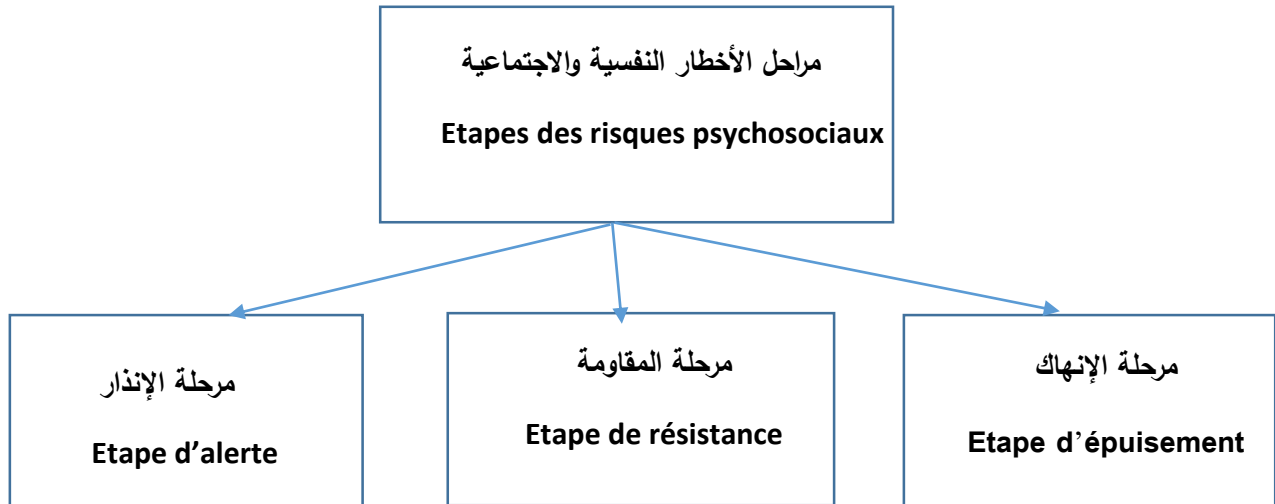 مراحل الأخطار النفسية والاجتماعية
Etapes des risques psychosociaux
مرحلة الإنذار
Etape d’alerte
مرحلة المقاومة
Etape de résistance
مرحلة الإنهاك
Etape d’épuisement